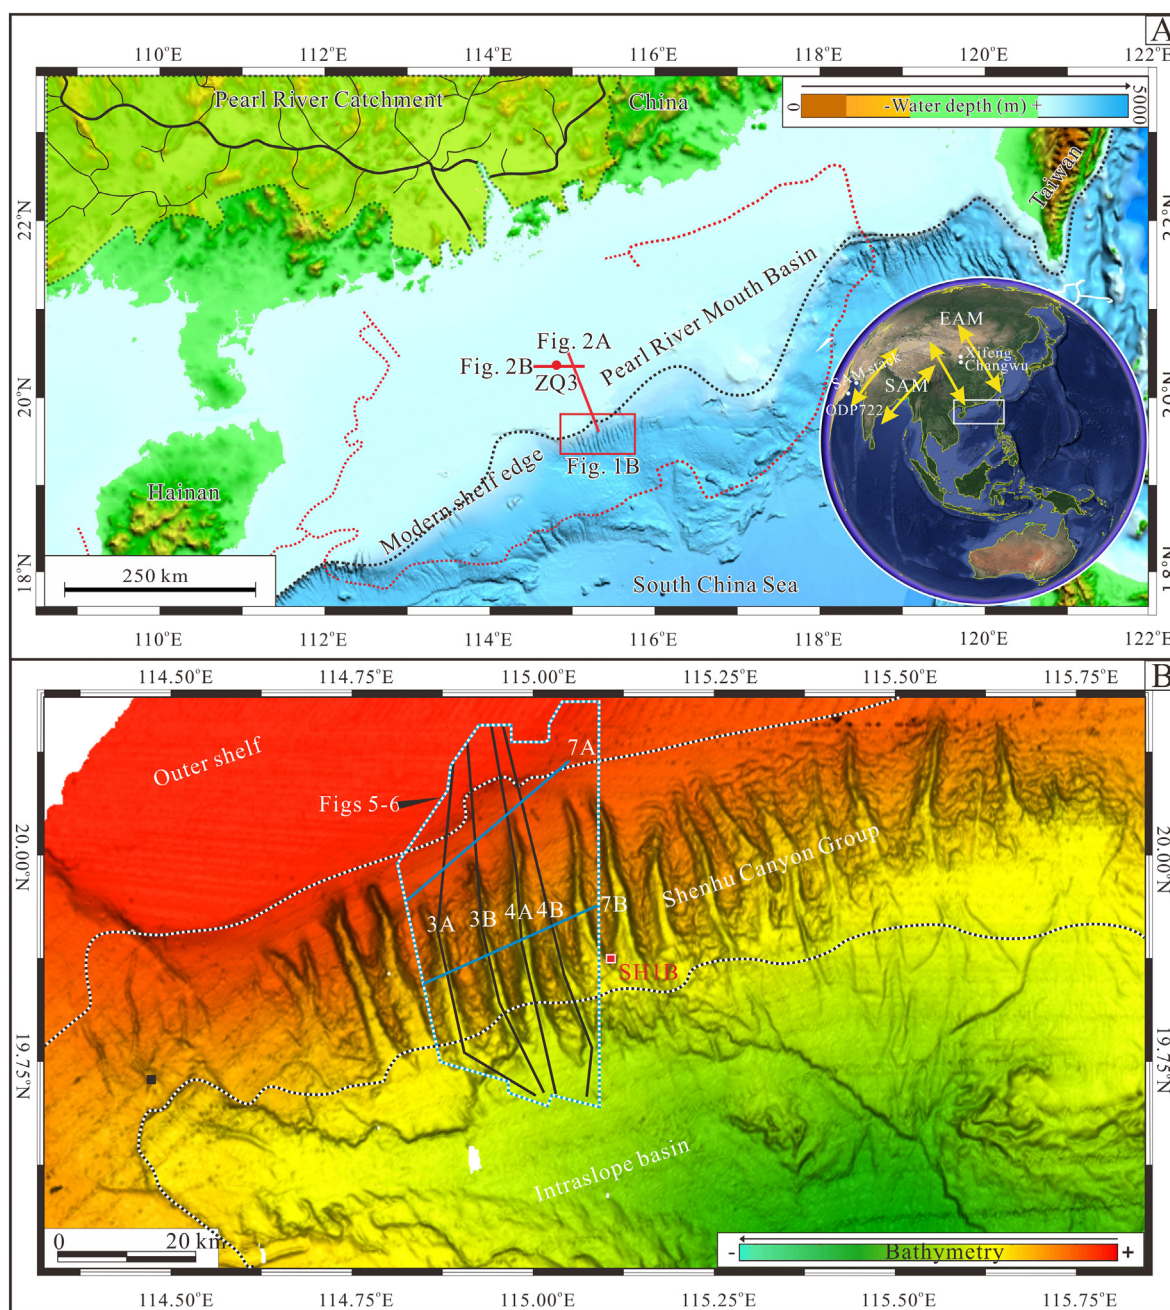 A
110°E 112°E 114°E 116°E 118°E 120°E 122°E
Pearl River Catchment
China
0 -Water depth (m) + 5000
Taiwan
22°N
22°N
Pearl River Mouth Basin
Fig. 2A
Fig. 2B
ZQ3
EAM
Xifeng
Changwu
SAM stack
SAM
ODP722
20°N
20°N
Fig. 1B
Modern shelf edge
Hainan
250 km
South China Sea
18°N
18°N
110°E 112°E 114°E 116°E 118°E 120°E 122°E
B
114.50°E 114.75°E 115.00°E 115.25°E 115.50°E 115.75°E
Outer shelf
7A
Figs 5-6
20.00°N
20.00°N
Shenhu Canyon Group
3A 3B 4A 4B 7B
SH1B
19.75°N
19.75°N
Intraslope basin
0 20 km
- Bathymetry +
114.50°E 114.75°E 115.00°E 115.25°E 115.50°E 115.75°E